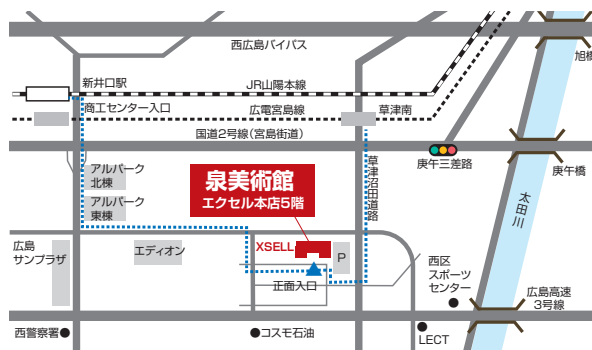 西広島バイパス
旭橋
新井口駅
JR山陽本線
商工センター入口
広電宮島線
草津南
国道2号線(宮島街道)
庚午三差路
庚午橋
アルパーク
北棟
アルパーク
東棟
泉美術館
エクセル本店5階
草津沼田道路
太田川
広島
サンプラザ
エディオン
XSELL
P
正面入口
西区
スポーツ
センター
広島高速
3号線
西警察署
コスモ石油
LECT